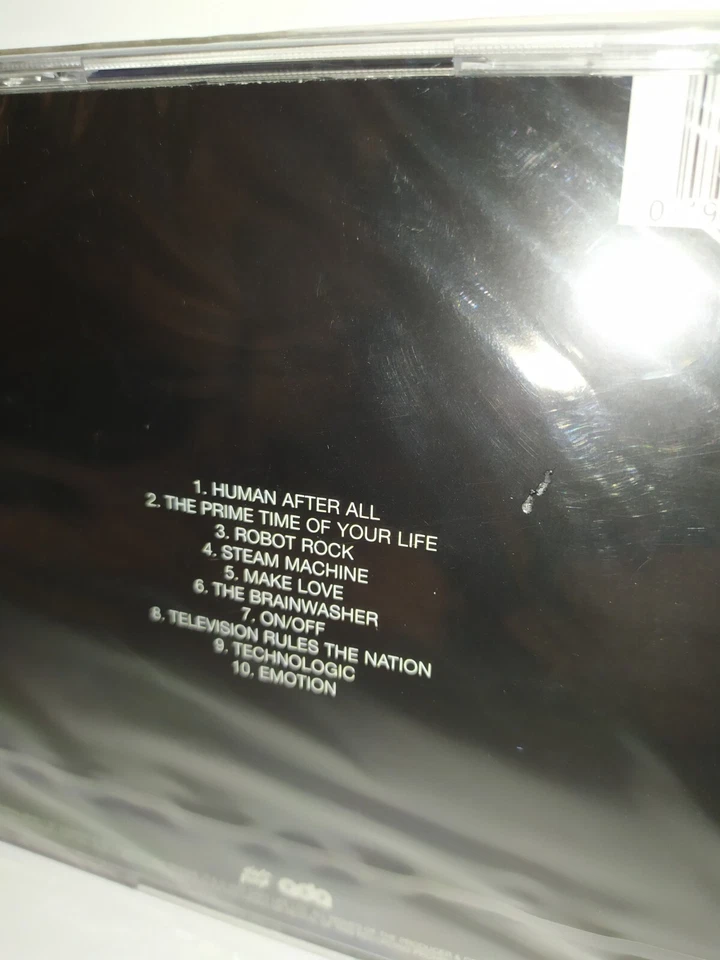 1. HUMAN AFTER ALL
2. THE PRIME TIME OF YOUR LIFE
3. ROBOT ROCK
4. STEAM MACHINE
5. MAKE LOVE
6. THE BRAINWASHER
7. ON/OFF
8. TELEVISION RULES THE NATION
9. TECHNOLOGIC
10. EMOTION
ada